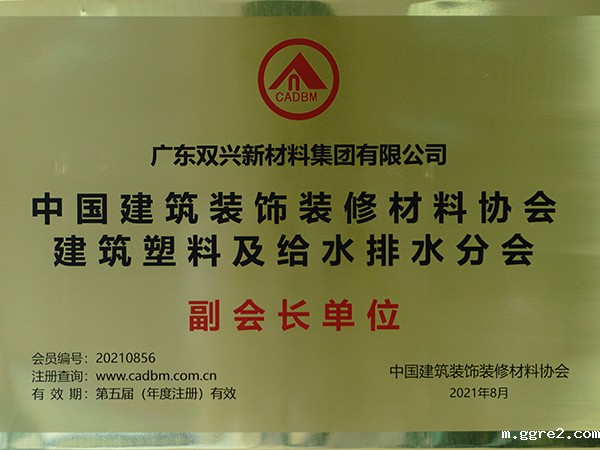 CADBM
广东双兴新材料集团有限公司
中国建筑装饰装修材料协会
建筑塑料及给水排水分会
副会长单位
会员编号：20210856
注册查询：www.cadbm.com.cn
有 效 期：第五届（年度注册）有效
中国建筑装饰装修材料协会
2021年8月
m.ggre2.com